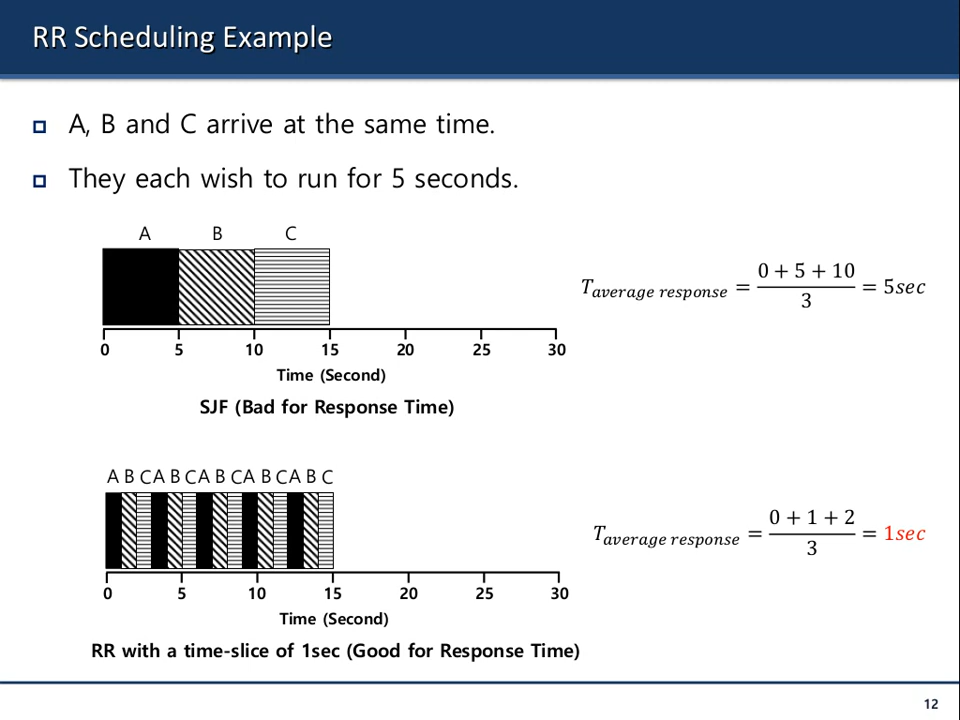 RR Scheduling Example
A, B and C arrive at the same time.
They each wish to run for 5 seconds.
A B C
0 5 10 15 20 25 30
Time (Second)
SJF (Bad for Response Time)
T_average response = (0 + 5 + 10)/3 = 5sec
A B C A B C A B C A B C A B C
0 5 10 15 20 25 30
Time (Second)
RR with a time-slice of 1sec (Good for Response Time)
T_average response = (0 + 1 + 2)/3 = 1sec
12